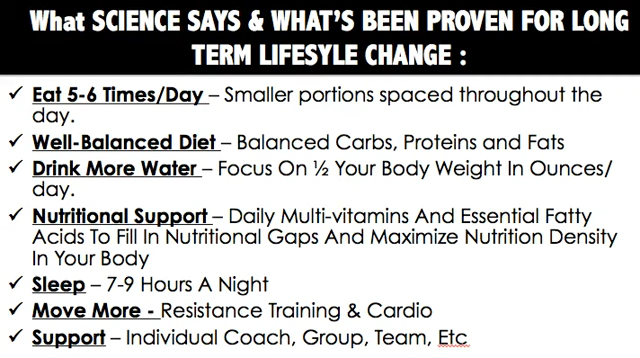 What SCIENCE SAYS & WHAT'S BEEN PROVEN FOR LONG
TERM LIFESYLE CHANGE :
✓ Eat 5-6 Times/Day – Smaller portions spaced throughout the
day.
✓ Well-Balanced Diet – Balanced Carbs, Proteins and Fats
✓ Drink More Water – Focus On ½ Your Body Weight In Ounces/
day.
✓ Nutritional Support – Daily Multi-vitamins And Essential Fatty
Acids To Fill In Nutritional Gaps And Maximize Nutrition Density
In Your Body
✓ Sleep – 7-9 Hours A Night
✓ Move More - Resistance Training & Cardio
✓ Support – Individual Coach, Group, Team, Etc